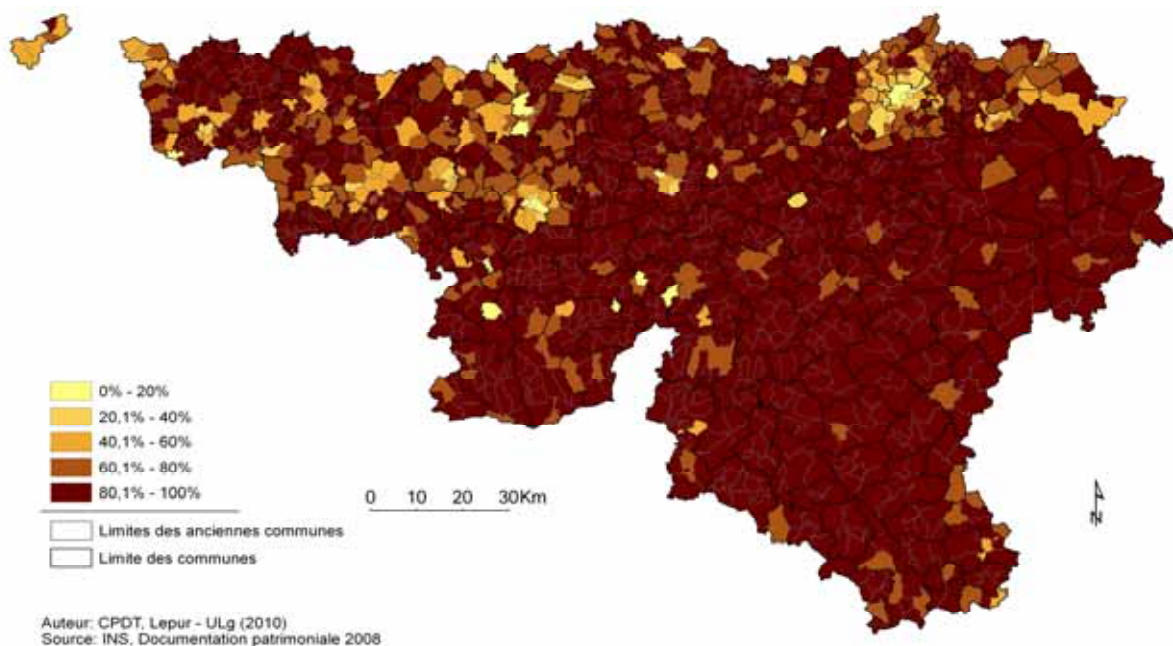 0% - 20%
20,1% - 40%
40,1% - 60%
60,1% - 80%
80,1% - 100%
0 10 20 30Km
Limites des anciennes communes
Limite des communes
N
Auteur: CPDT, Lepur - ULg (2010)
Source: INS, Documentation patrimoniale 2008